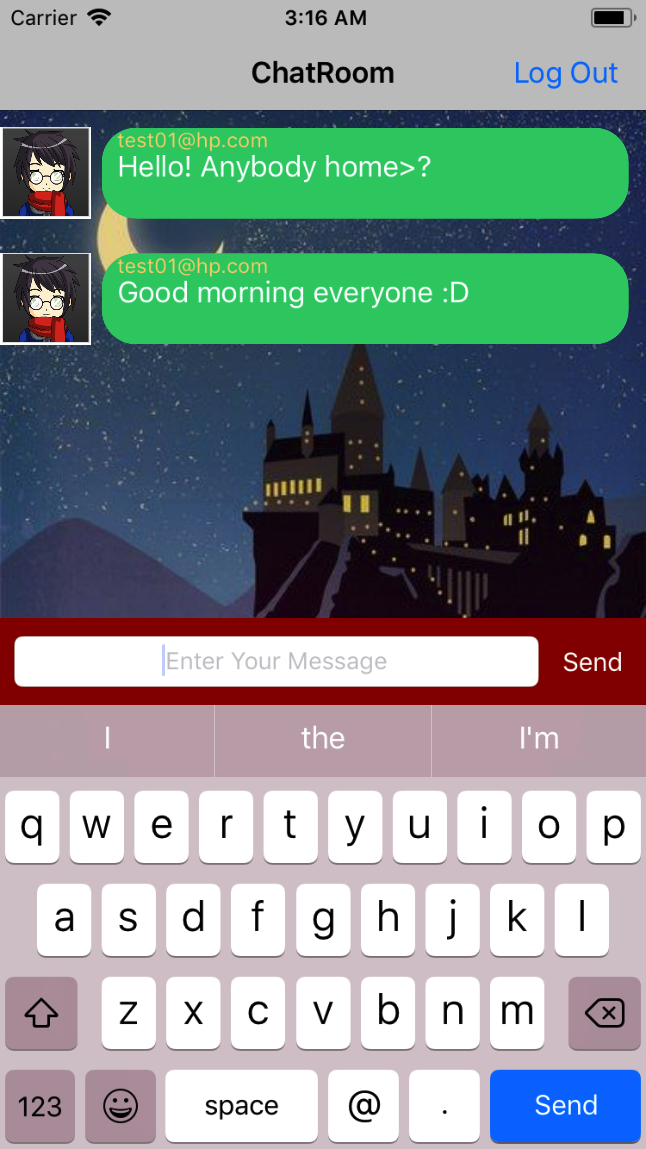 Carrier 3:16 AM
ChatRoom Log Out
test01@hp.com
Hello! Anybody home>?
test01@hp.com
Good morning everyone :D
Enter Your Message Send
I the I'm
q w e r t y u i o p
a s d f g h j k l
z x c v b n m
123 space @ . Send